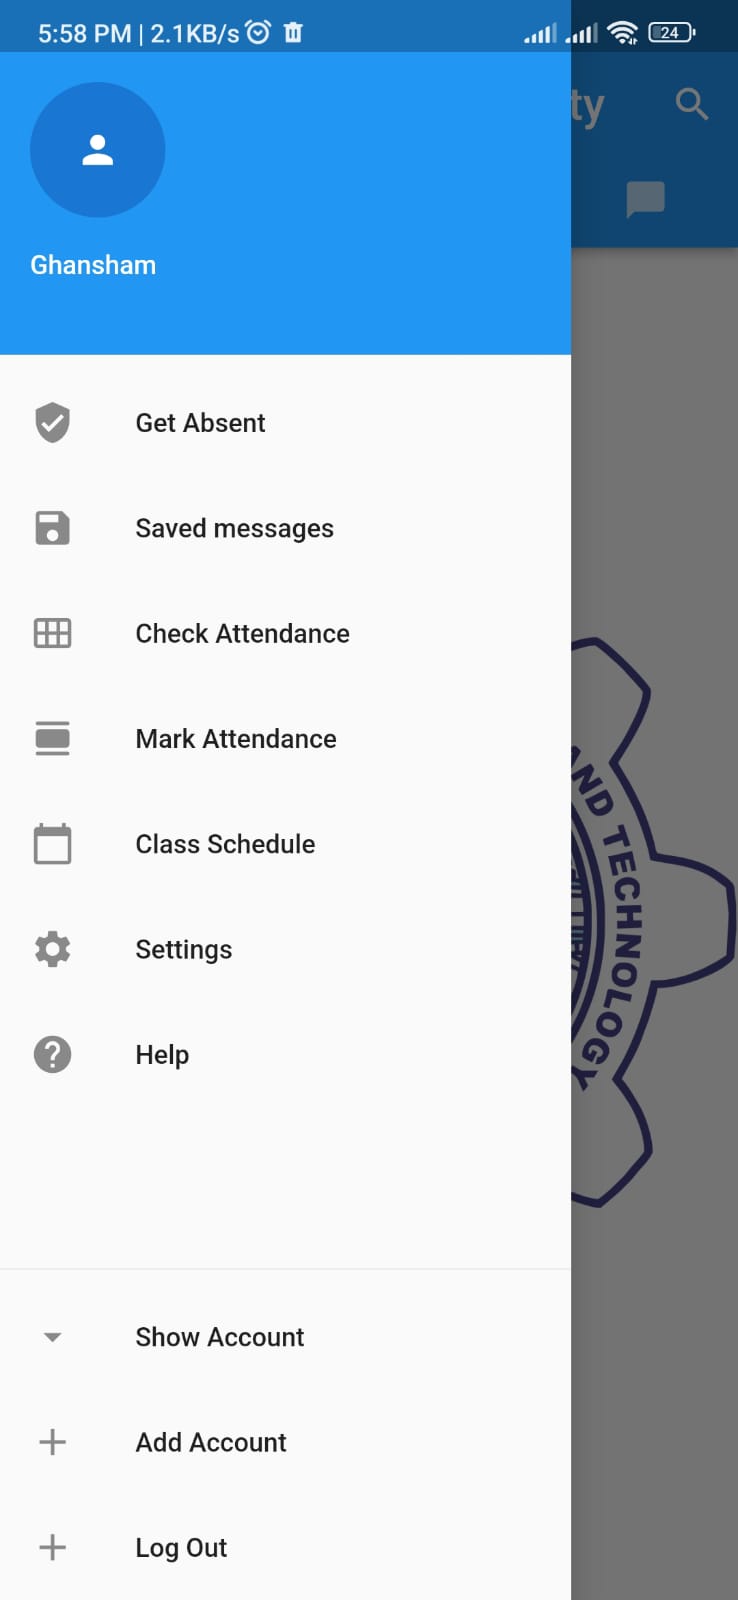 5:58 PM | 2.1KB/s
24
ty
Ghansham
Get Absent
Saved messages
Check Attendance
Mark Attendance
Class Schedule
Settings
Help
AND TECHNOLOGY
Show Account
Add Account
Log Out